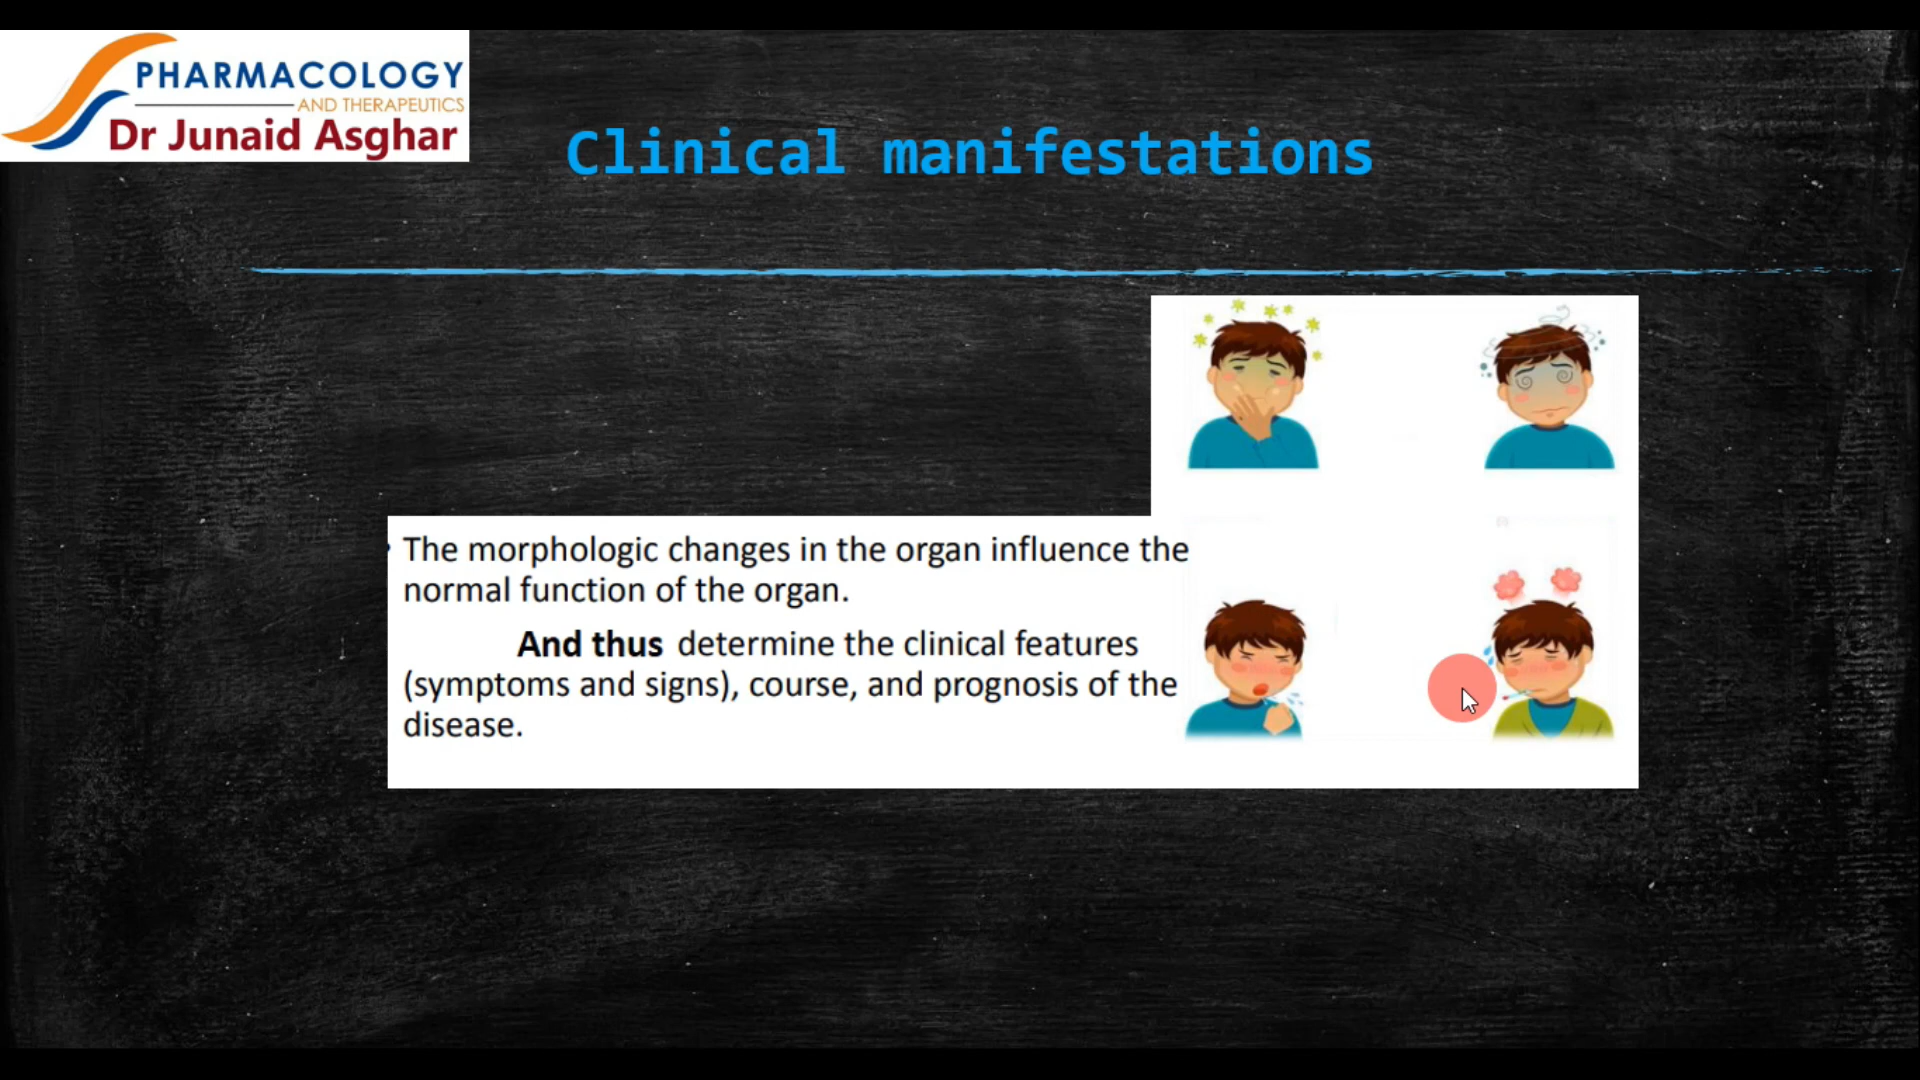 PHARMACOLOGY
AND THERAPEUTICS
Dr Junaid Asghar
Clinical manifestations
The morphologic changes in the organ influence the
normal function of the organ.
And thus determine the clinical features
(symptoms and signs), course, and prognosis of the
disease.